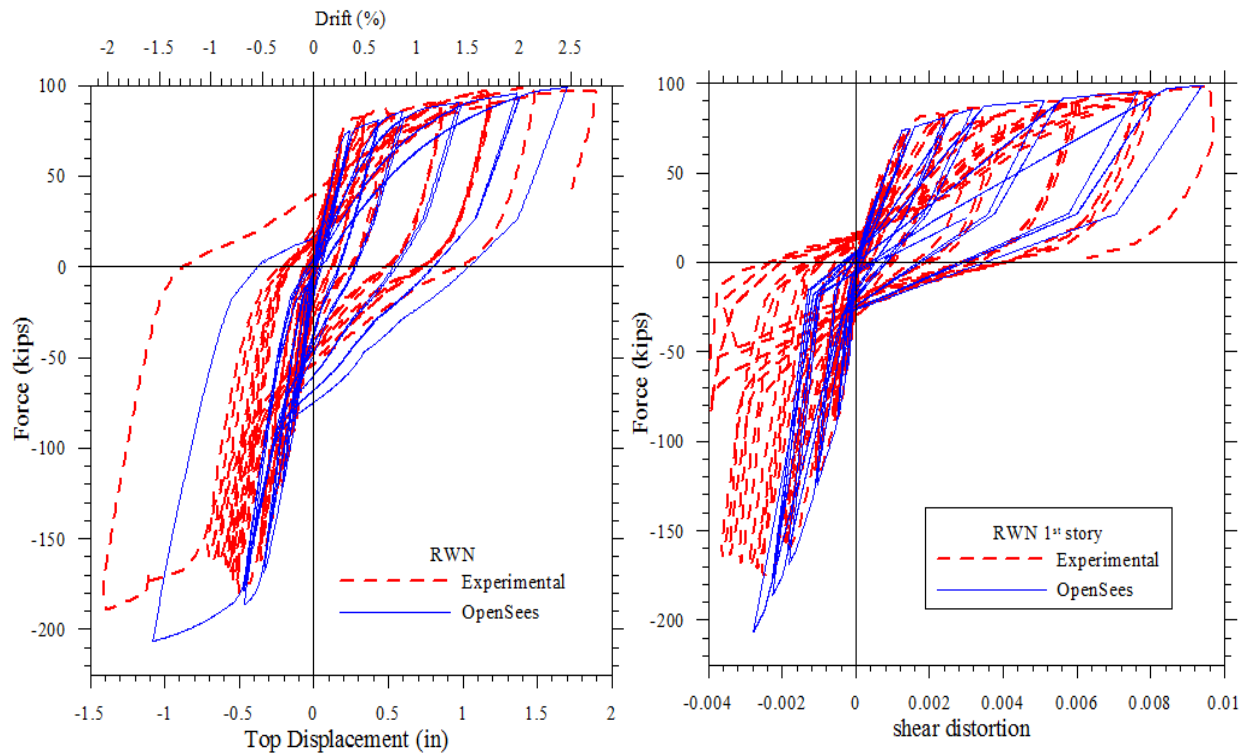 Drift (%)
-2 -1.5 -1 -0.5 0 0.5 1 1.5 2 2.5
100
50
0
-50
-100
-150
-200
Force (kips)
RWN
Experimental
OpenSees
-1.5 -1 -0.5 0 0.5 1 1.5 2
Top Displacement (in)
100
50
0
-50
-100
-150
-200
Force (kips)
RWN 1st story
Experimental
OpenSees
-0.004 -0.002 0 0.002 0.004 0.006 0.008 0.01
shear distortion